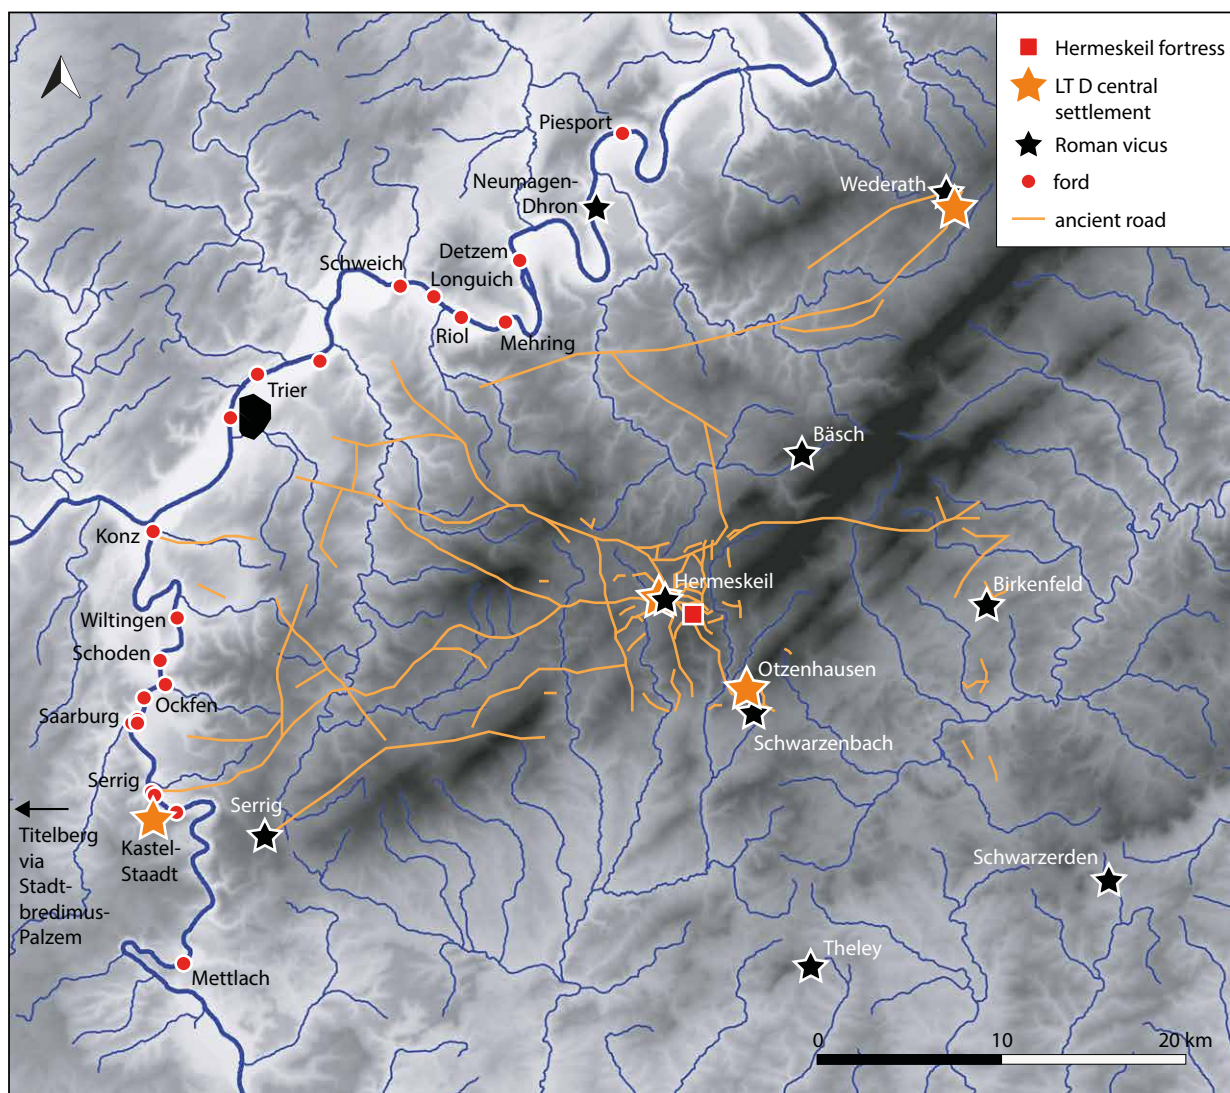 Hermeskeil fortress
LT D central
settlement
Roman vicus
ford
ancient road
Piesport
Neumagen-
Dhron
Wederath
Detzem
Schweich
Longuich
Riol
Mehring
Trier
Bäsch
Konz
Hermeskeil
Birkenfeld
Wiltingen
Schoden
Otzenhausen
Ockfen
Saarburg
Schwarzenbach
Serrig
Serrig
Titelberg
via
Stadt-
bredimus-
Palzem
Kastel-
Staadt
Schwarzerden
Theley
Mettlach
0 10 20 km